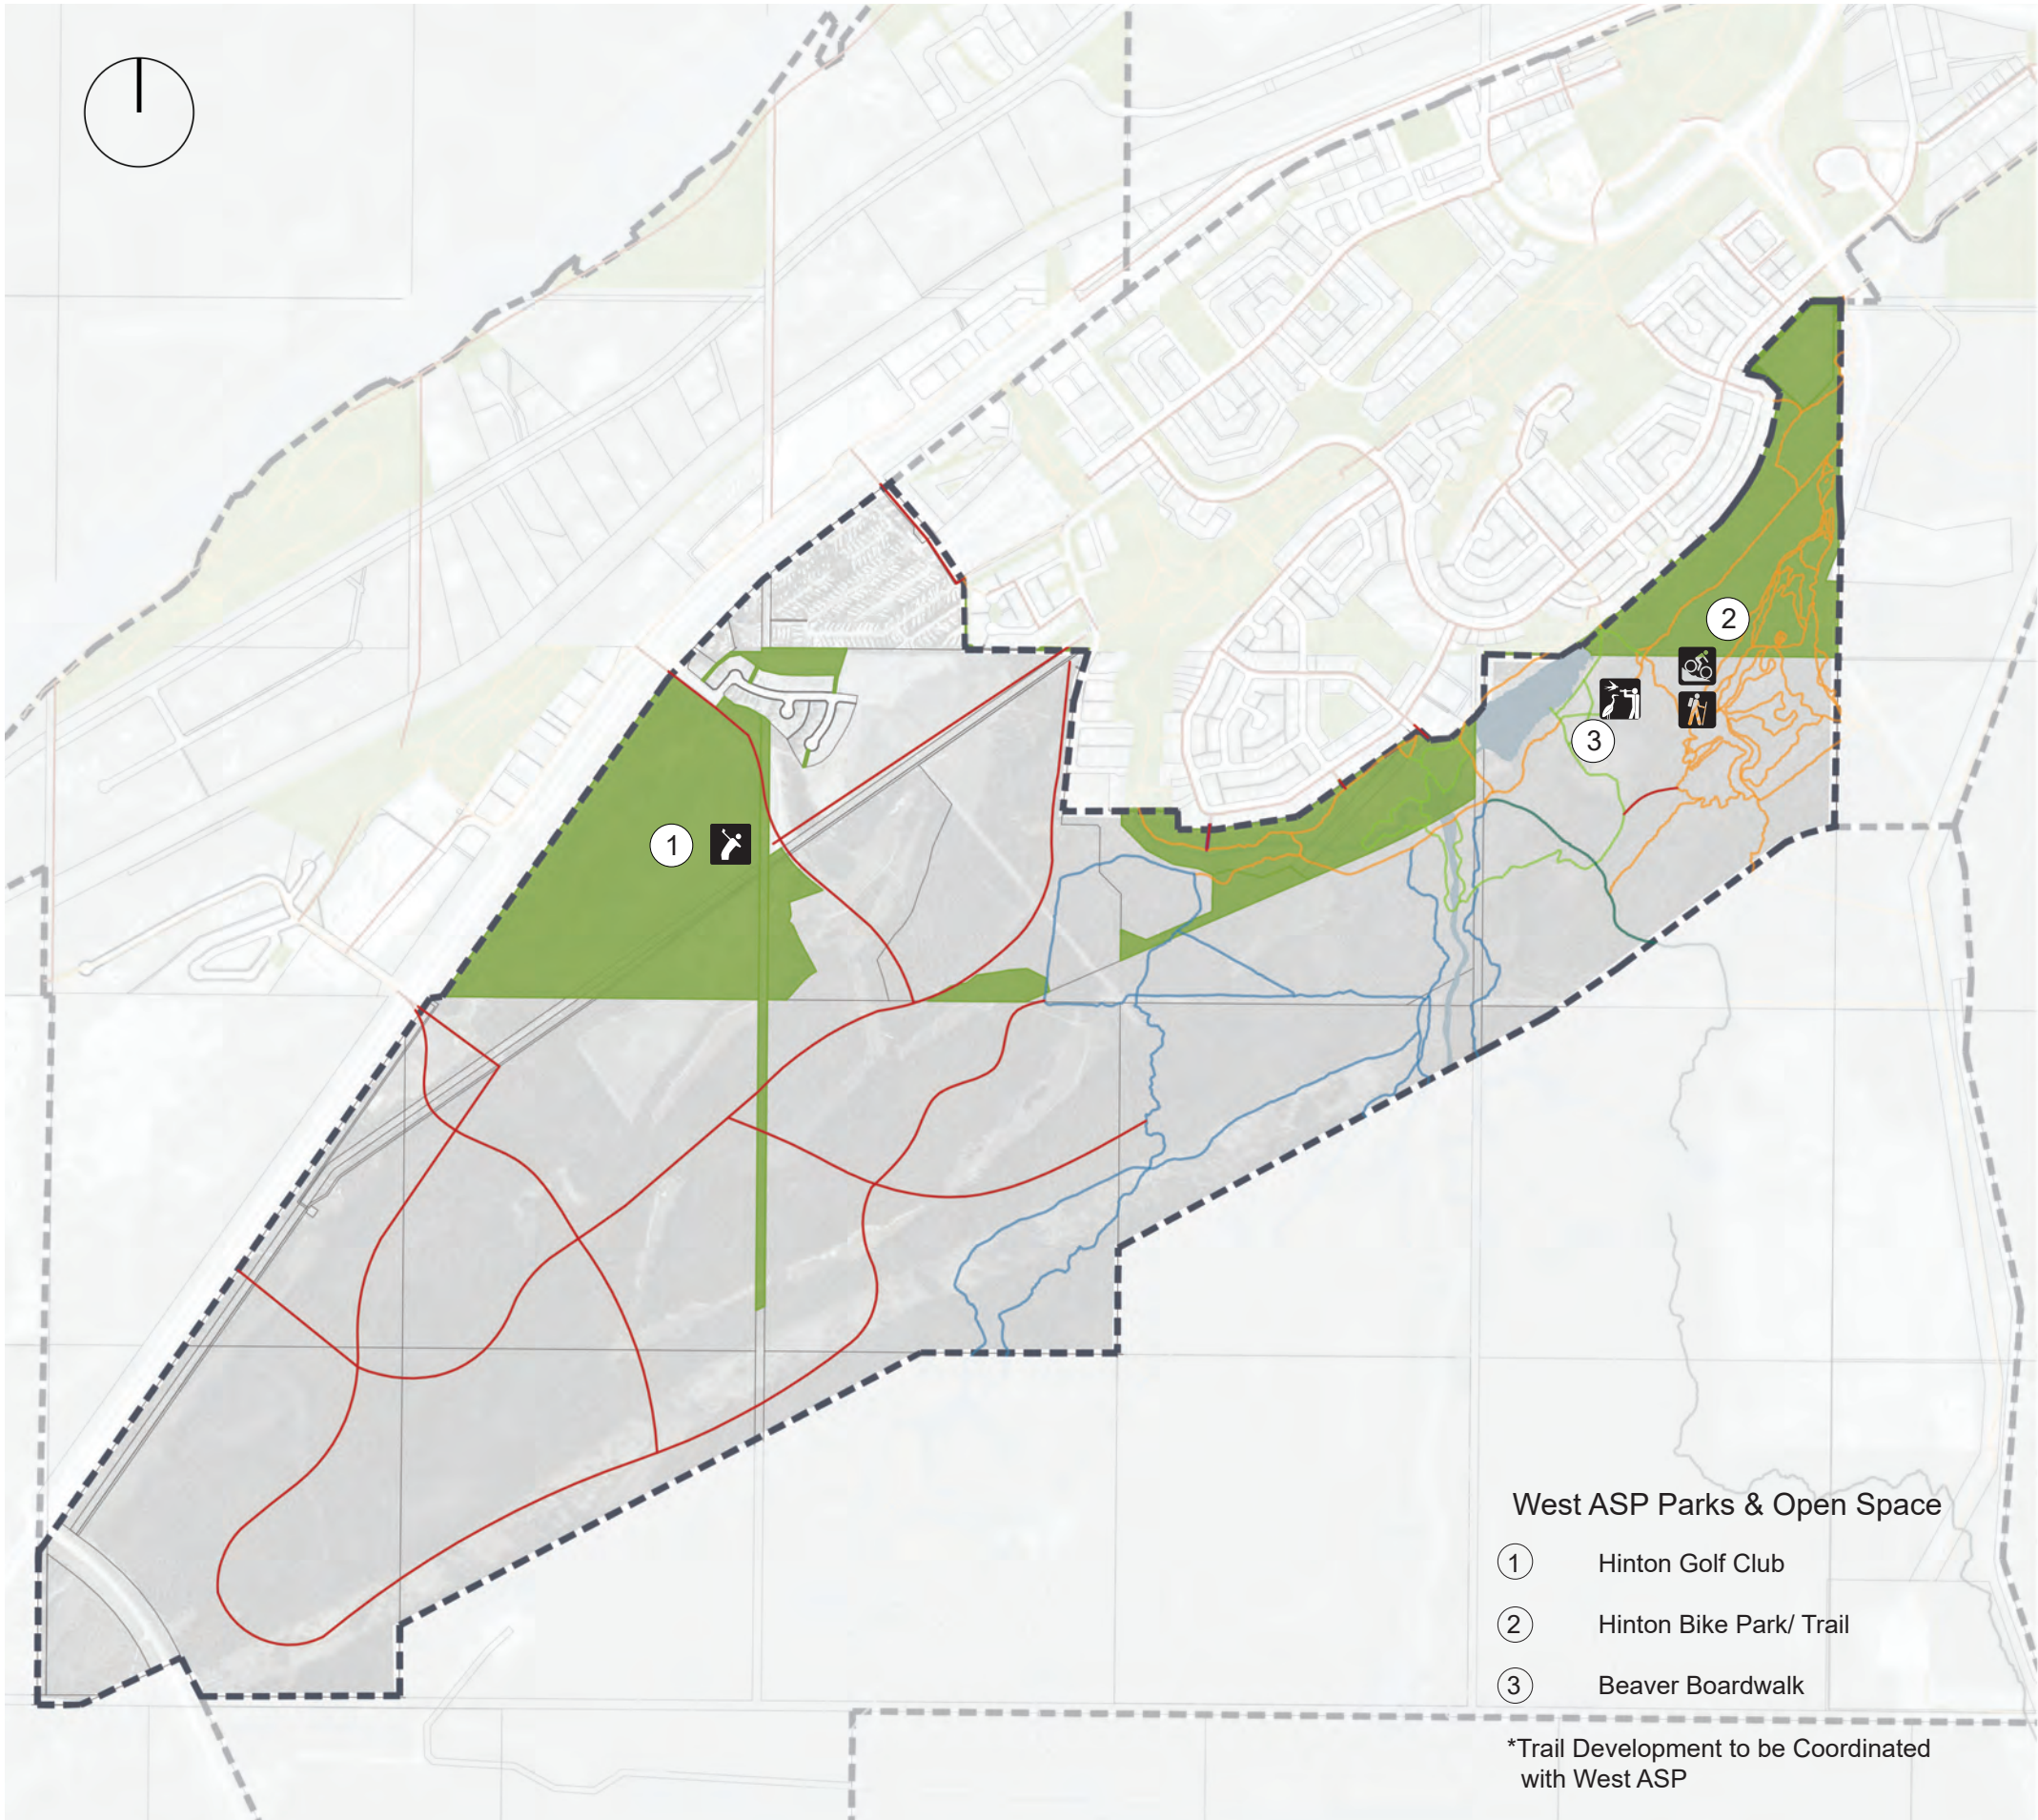 1
2
3
West ASP Parks & Open Space
1 Hinton Golf Club
2 Hinton Bike Park/ Trail
3 Beaver Boardwalk
*Trail Development to be Coordinated
with West ASP